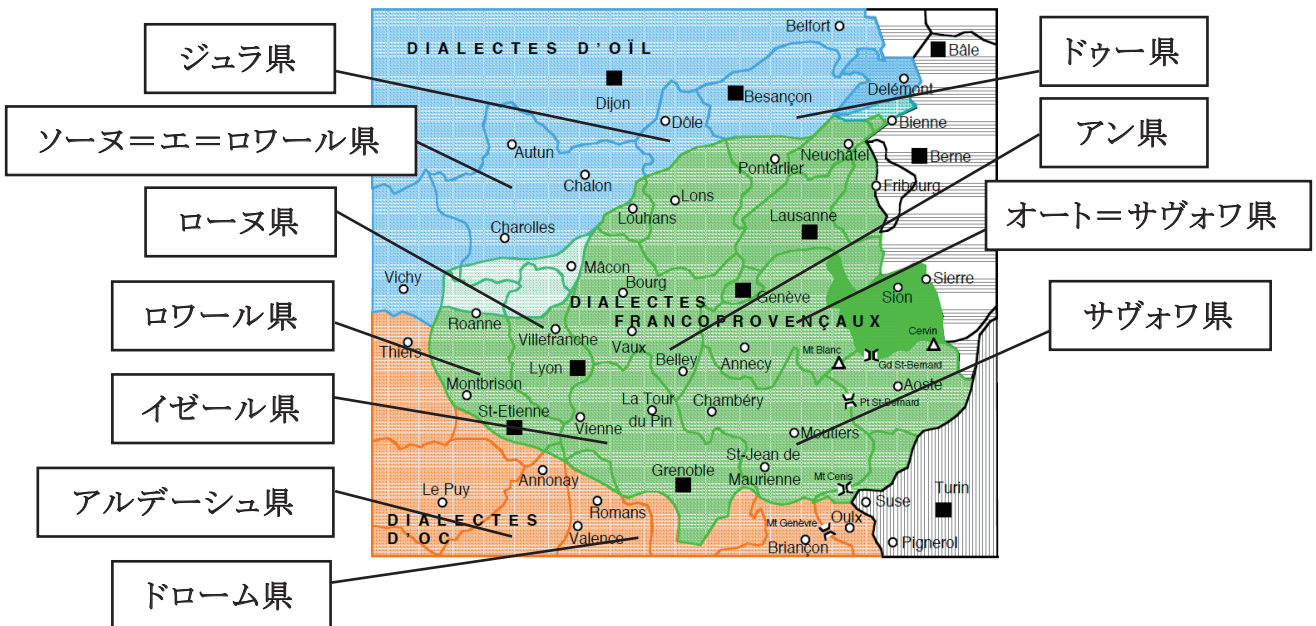 ジュラ県
ソーヌ＝エ＝ロワール県
ローヌ県
ロワール県
イゼール県
アルデーシュ県
ドローム県
ドゥー県
アン県
オート＝サヴォワ県
サヴォワ県
Belfort
DIALECTES D'OÏL
Bâle
Dijon
Besançon
Delémont
Dôle
Bienne
Autun
Neuchâtel
Berne
Pontarlier
Chalon
Fribourg
Lons
Louhans
Lausanne
Charolles
Mâcon
Vichy
Bourg
Genève
Sierre
Sion
DIALECTES
FRANCOPROVENÇAUX
Roanne
Villefranche
Vaux
Cervin
Thiers
Mt Blanc
Gd St-Bernard
Lyon
Belley
Annecy
Aoste
Montbrison
La Tour
du Pin
Chambéry
Pt St-Bernard
St-Etienne
Vienne
Moutiers
St-Jean de
Maurienne
Grenoble
Mt Cenis
Annonay
Le Puy
Romans
Suse
Turin
DIALECTES
D'OC
Valence
Mt Genèvre
Oulx
Briançon
Pignerol